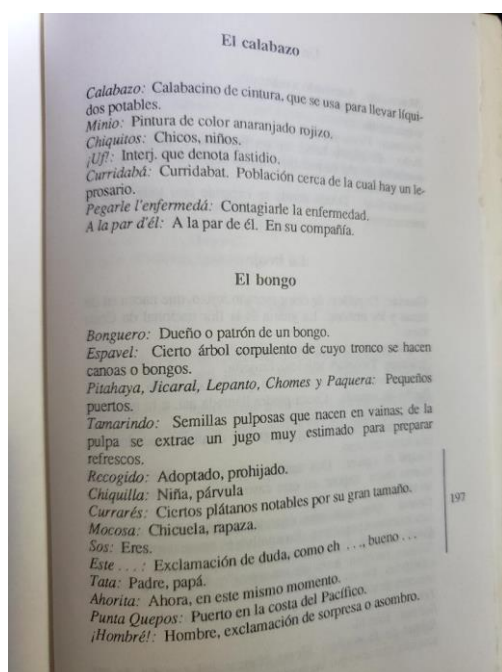 El calabazo
Calabazo: Calabacino de cintura, que se usa para llevar líqui-
dos potables.
Minio: Pintura de color anaranjado rojizo.
Chiquitos: Chicos, niños.
¡Uf!: Interj. que denota fastidio.
Curridabá: Curridabat. Población cerca de la cual hay un le-
prosario.
Pegarle l'enfermedá: Contagiarle la enfermedad.
A la par d'él: A la par de él. En su compañía.
El bongo
Bonguero: Dueño o patrón de un bongo.
Espavel: Cierto árbol corpulento de cuyo tronco se hacen
canoas o bongos.
Pitahaya, Jicaral, Lepanto, Chomes y Paquera: Pequeños
puertos.
Tamarindo: Semillas pulposas que nacen en vainas; de la
pulpa se extrae un jugo muy estimado para preparar
refrescos.
Recogido: Adoptado, prohijado.
Chiquilla: Niña, párvula
Currarés: Ciertos plátanos notables por su gran tamaño.
Mocosa: Chicuela, rapaza.
Sos: Eres.
Este . . . : Exclamación de duda, como eh . . ., bueno . . .
Tata: Padre, papá.
Ahorita: Ahora, en este mismo momento.
Punta Quepos: Puerto en la costa del Pacífico.
¡Hombré!: Hombre, exclamación de sorpresa o asombro.
197